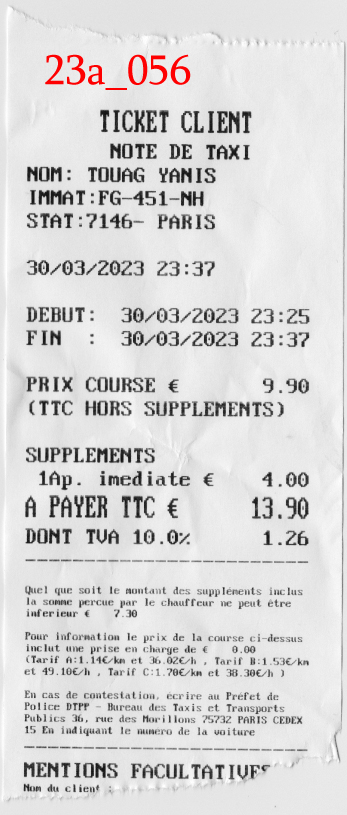 23a_056
TICKET CLIENT
NOTE DE TAXI
NOM: TOUAG YANIS
IMMAT:FG-451-NH
STAT:7146- PARIS
30/03/2023 23:37
DEBUT: 30/03/2023 23:25
FIN : 30/03/2023 23:37
PRIX COURSE € 9.90
(TTC HORS SUPPLEMENTS)
SUPPLEMENTS
1Ap. imediate € 4.00
A PAYER TTC € 13.90
DONT TVA 10.0% 1.26
Quel que soit le montant des suppléments inclus
la somme percue par le chauffeur ne peut être
inferieur € 7.30
Pour information le prix de la course ci-dessus
inclut une prise en charge de € 0.00
(Tarif A:1.14€/km et 36.02€/h , Tarif B:1.53€/km
et 49.10€/h , Tarif C:1.70€/km et 38.30€/h )
En cas de contestation, écrire au Préfet de
Police DTPP - Bureau des Taxis et Transports
Publics 36, rue des Morillons 75732 PARIS CEDEX
15 En indiquant le numero de la voiture
MENTIONS FACULTATIVES
Nom du client :